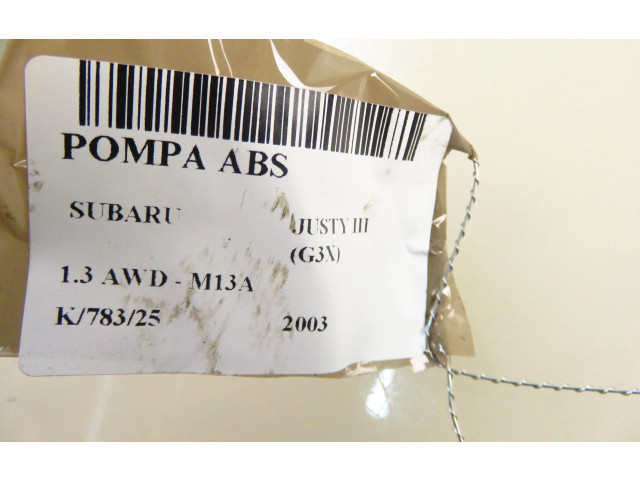 POMPA ABS
SUBARU JUSTY III
(G3X)
1.3 AWD - M13A
K/783/25 2003